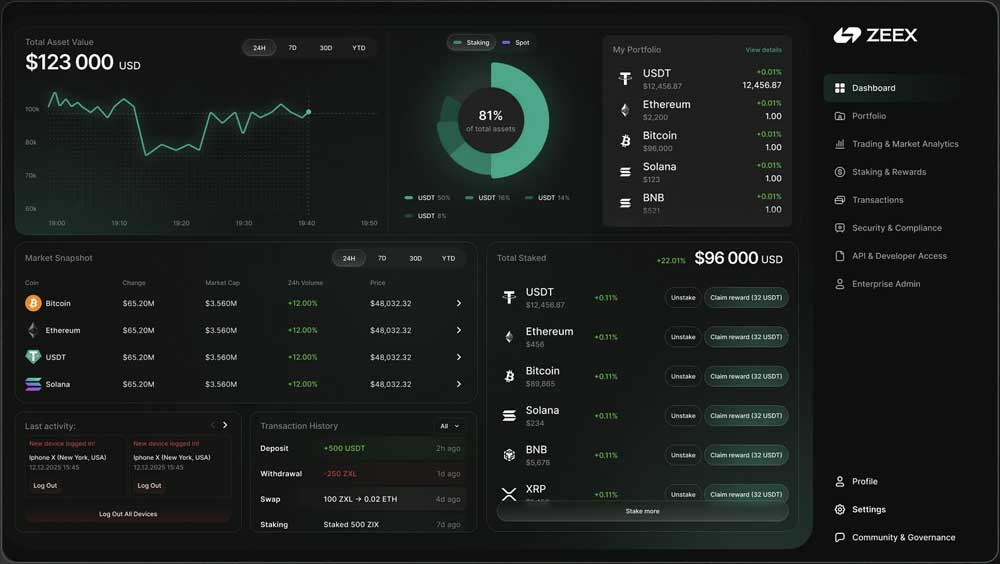 Total Asset Value
$123 000 USD
24H 7D 30D YTD
100k
80k
70k
60k
19:00 19:10 19:20 19:30 19:40 19:50
Staking Spot
81%
of total assets
USDT 50% USDT 16% USDT 14%
USDT 8%
My Portfolio View details
USDT +0.01%
$12,456.87 12,456.87
Ethereum +0.01%
$2,200 1.00
Bitcoin +0.01%
$96,000 1.00
Solana +0.01%
$123 1.00
BNB +0.01%
$521 1.00
ZEEX
Dashboard
Portfolio
Trading & Market Analytics
Staking & Rewards
Transactions
Security & Compliance
API & Developer Access
Enterprise Admin
Market Snapshot
24H 7D 30D YTD
Coin Change Market Cap 24h Volume Price
Bitcoin $65.20M $3.560M +12.00% $48,032.32
Ethereum $65.20M $3.560M +12.00% $48,032.32
USDT $65.20M $3.560M +12.00% $48,032.32
Solana $65.20M $3.560M +12.00% $48,032.32
Total Staked +22.01% $96 000 USD
USDT
$12,456.87 +0.11% Unstake Claim reward (32 USDT)
Ethereum
$456 +0.11% Unstake Claim reward (32 USDT)
Bitcoin
$89,865 +0.11% Unstake Claim reward (32 USDT)
Solana
$234 +0.11% Unstake Claim reward (32 USDT)
BNB
$5,676 +0.11% Unstake Claim reward (32 USDT)
XRP
+0.11% Unstake Claim reward (32 USDT)
Stake more
Last activity:
New device logged in! New device logged in!
Iphone X (New York, USA) Iphone X (New York, USA)
12.12.2025 15:45 12.12.2025 15:45
Log Out Log Out
Log Out All Devices
Transaction History All
Deposit +500 USDT 2h ago
Withdrawal -250 ZXL 1d ago
Swap 100 ZXL → 0.02 ETH 4d ago
Staking Staked 500 ZIX 7d ago
Profile
Settings
Community & Governance